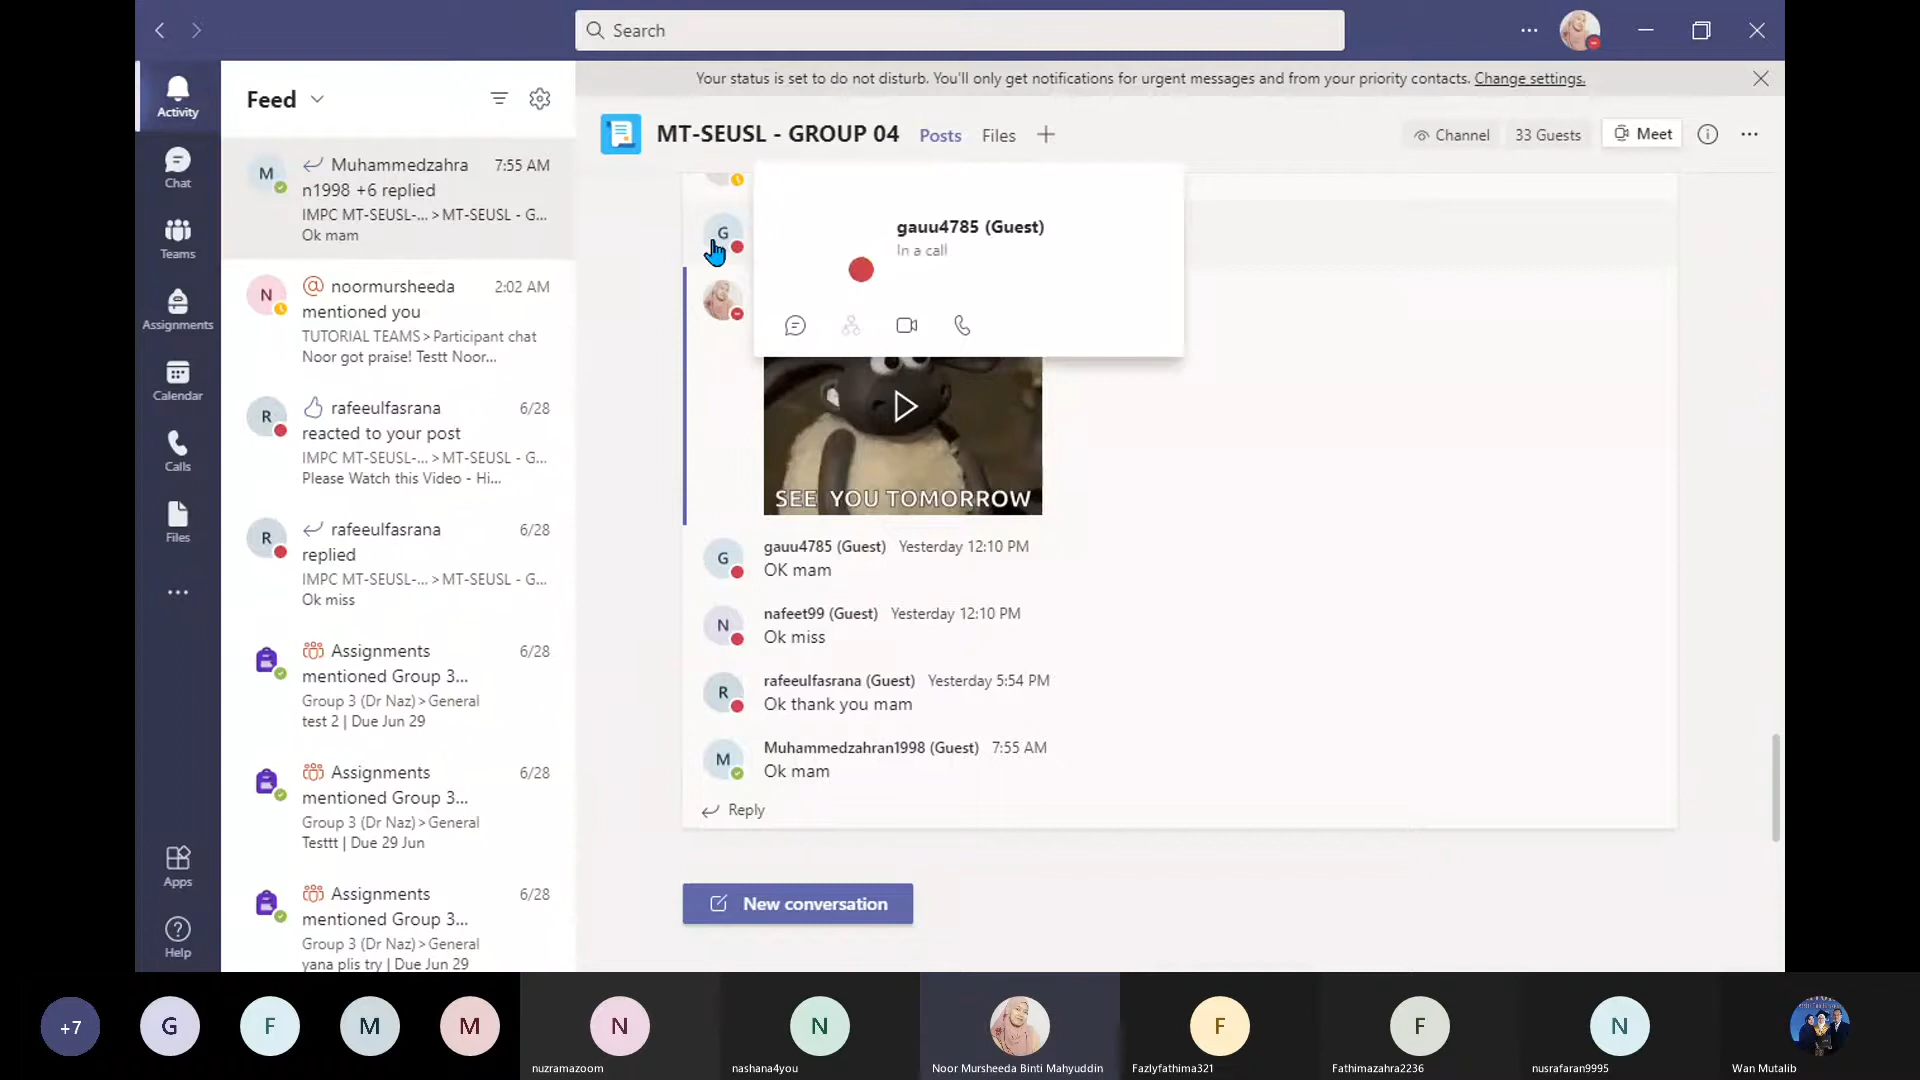 Search
Your status is set to do not disturb. You'll only get notifications for urgent messages and from your priority contacts. Change settings.
Activity
Chat
Teams
Assignments
Calendar
Calls
Files
Apps
Help
Feed
M
Muhammedzahra 7:55 AM
n1998 +6 replied
IMPC MT-SEUSL-... > MT-SEUSL - G...
Ok mam
N
noormursheeda 2:02 AM
mentioned you
TUTORIAL TEAMS > Participant chat
Noor got praise! Testt Noor...
R
rafeeulfasrana 6/28
reacted to your post
IMPC MT-SEUSL-... > MT-SEUSL - G...
Please Watch this Video - Hi...
R
rafeeulfasrana 6/28
replied
IMPC MT-SEUSL-... > MT-SEUSL - G...
Ok miss
Assignments 6/28
mentioned Group 3...
Group 3 (Dr Naz) > General
test 2 | Due Jun 29
Assignments 6/28
mentioned Group 3...
Group 3 (Dr Naz) > General
Testtt | Due 29 Jun
Assignments 6/28
mentioned Group 3...
Group 3 (Dr Naz) > General
yana plis try | Due Jun 29
MT-SEUSL - GROUP 04 Posts Files Channel 33 Guests Meet
G
gauu4785 (Guest)
In a call
SEE YOU TOMORROW
G
gauu4785 (Guest) Yesterday 12:10 PM
OK mam
N
nafeet99 (Guest) Yesterday 12:10 PM
Ok miss
R
rafeeulfasrana (Guest) Yesterday 5:54 PM
Ok thank you mam
M
Muhammedzahran1998 (Guest) 7:55 AM
Ok mam
Reply
New conversation
+7 G F M M N N F F N
nuzramazoom nashana4you Noor Mursheeda Binti Mahyuddin Fazlyfathima321 Fathimazahra2236 nusrafaran9995 Wan Mutalib